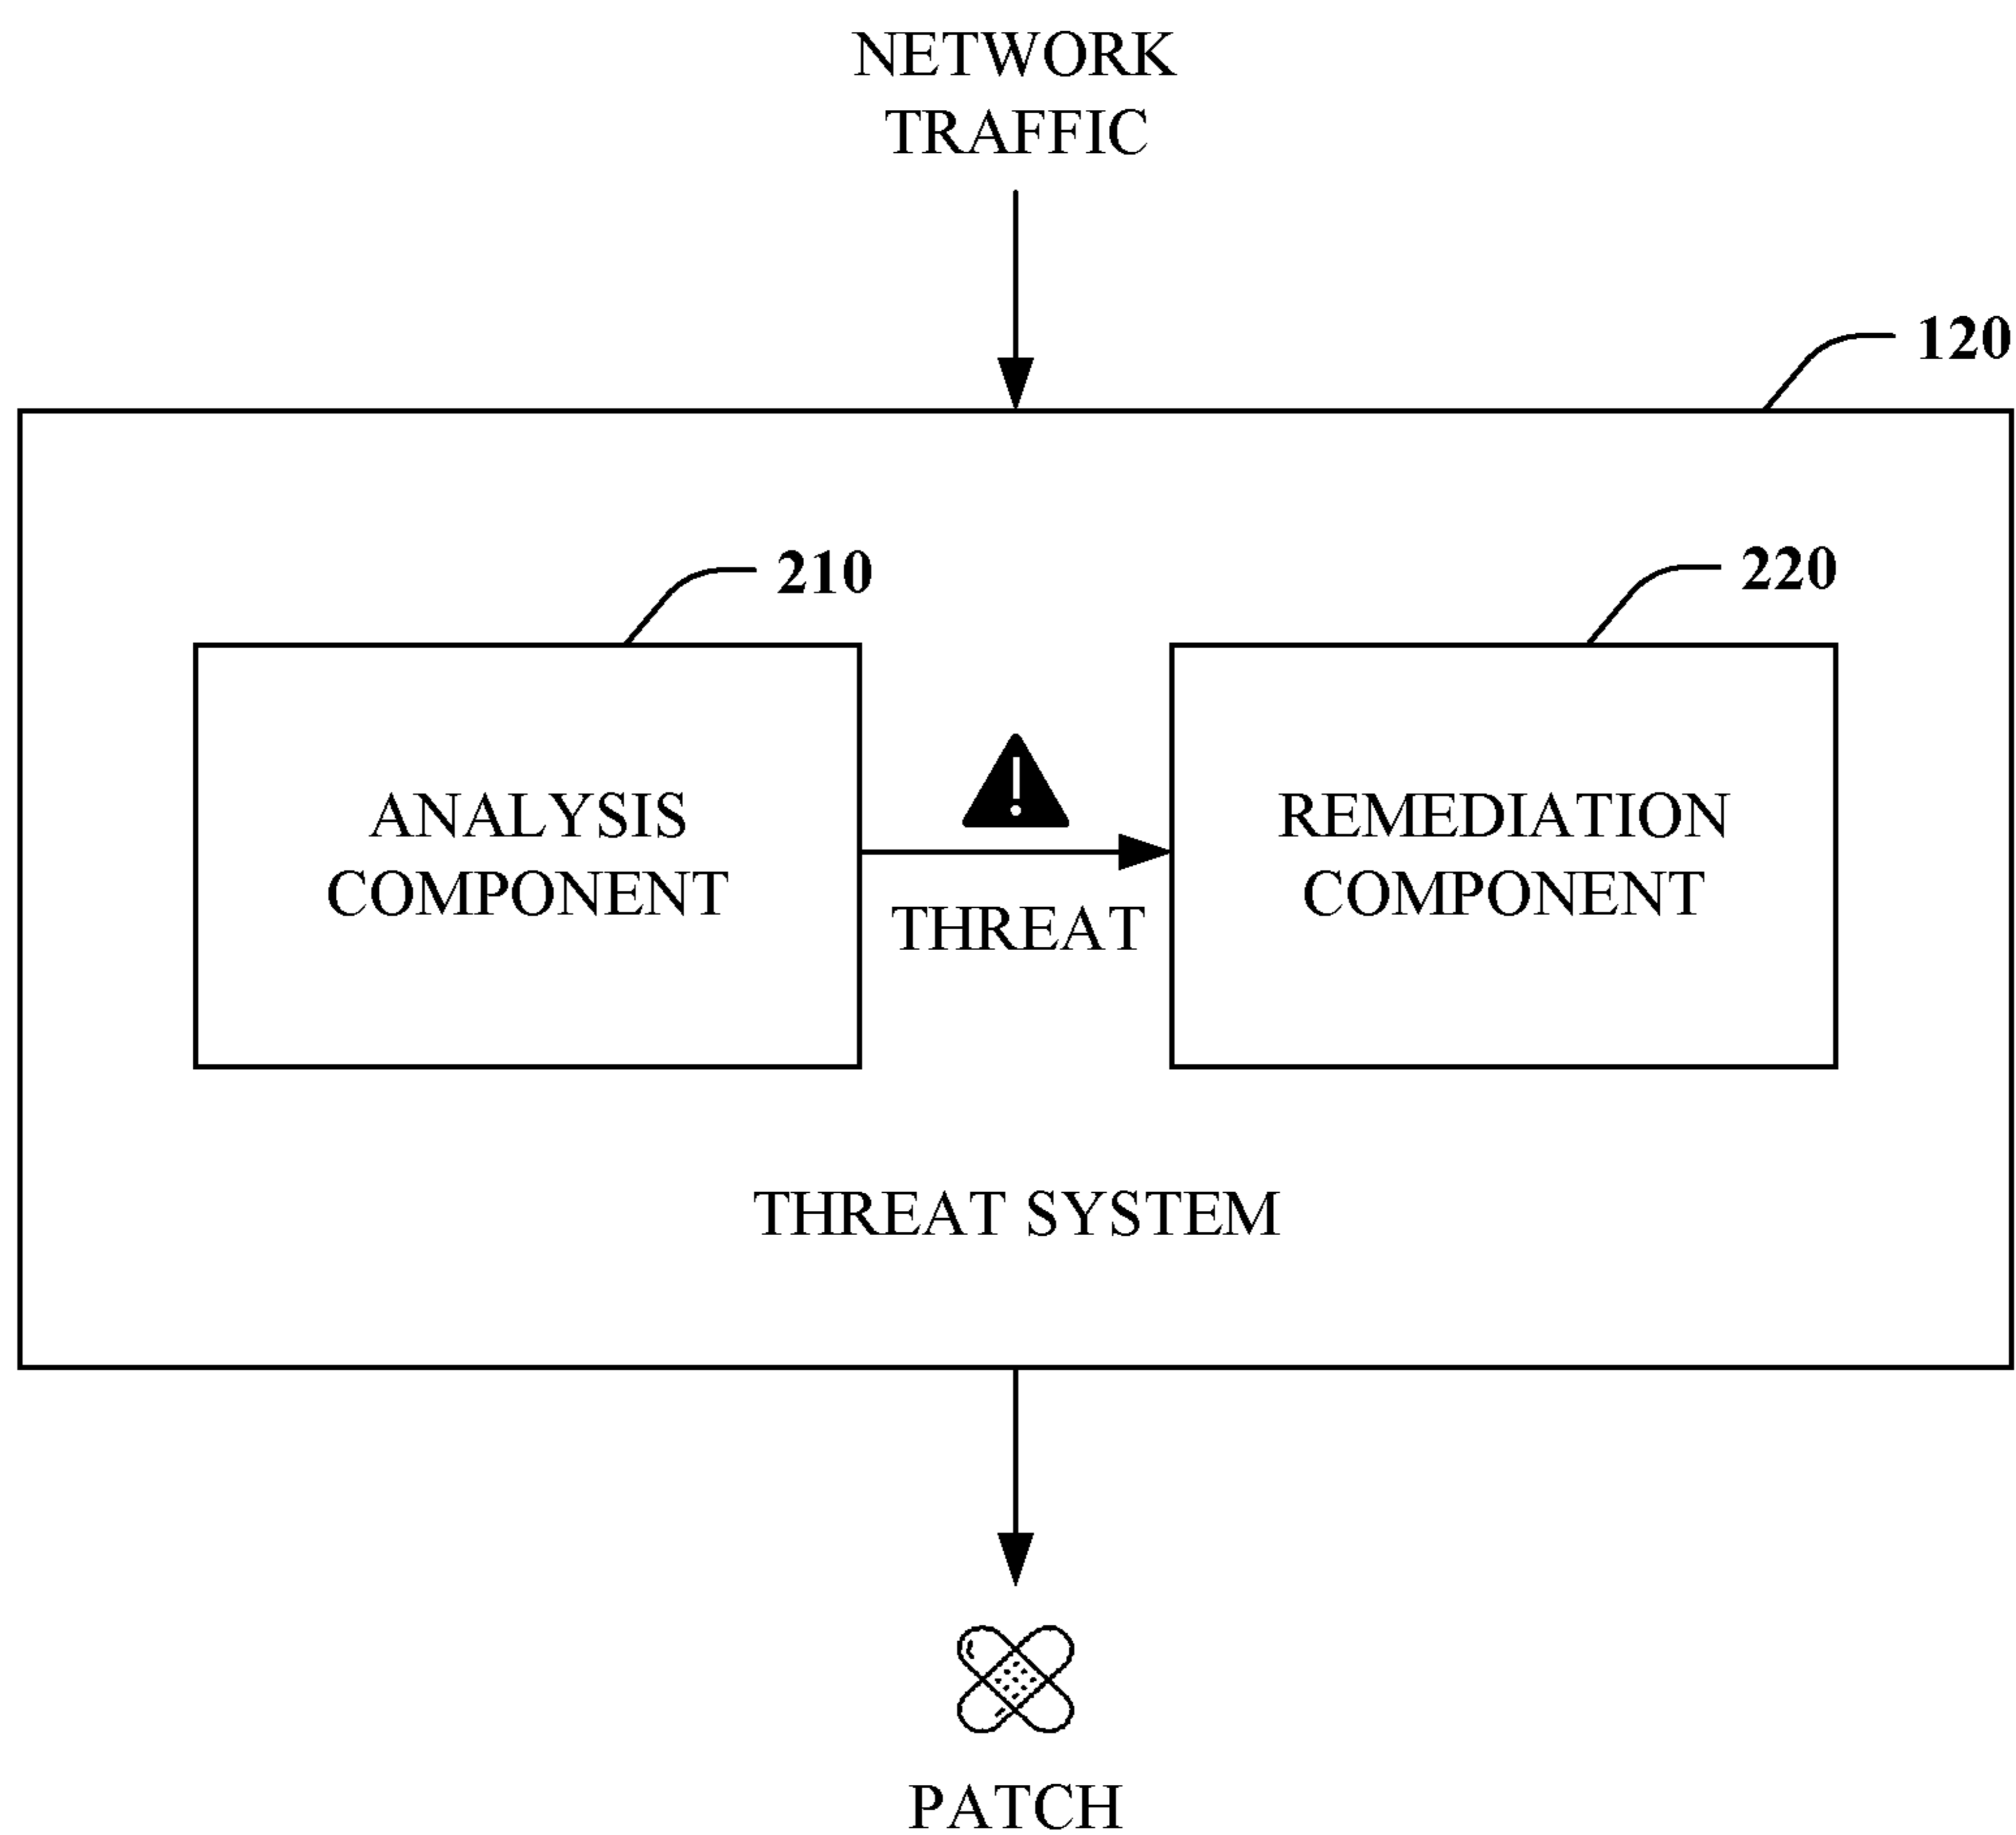 NETWORK
TRAFFIC
120
210
220
ANALYSIS
COMPONENT
THREAT
REMEDIATION
COMPONENT
THREAT SYSTEM
PATCH